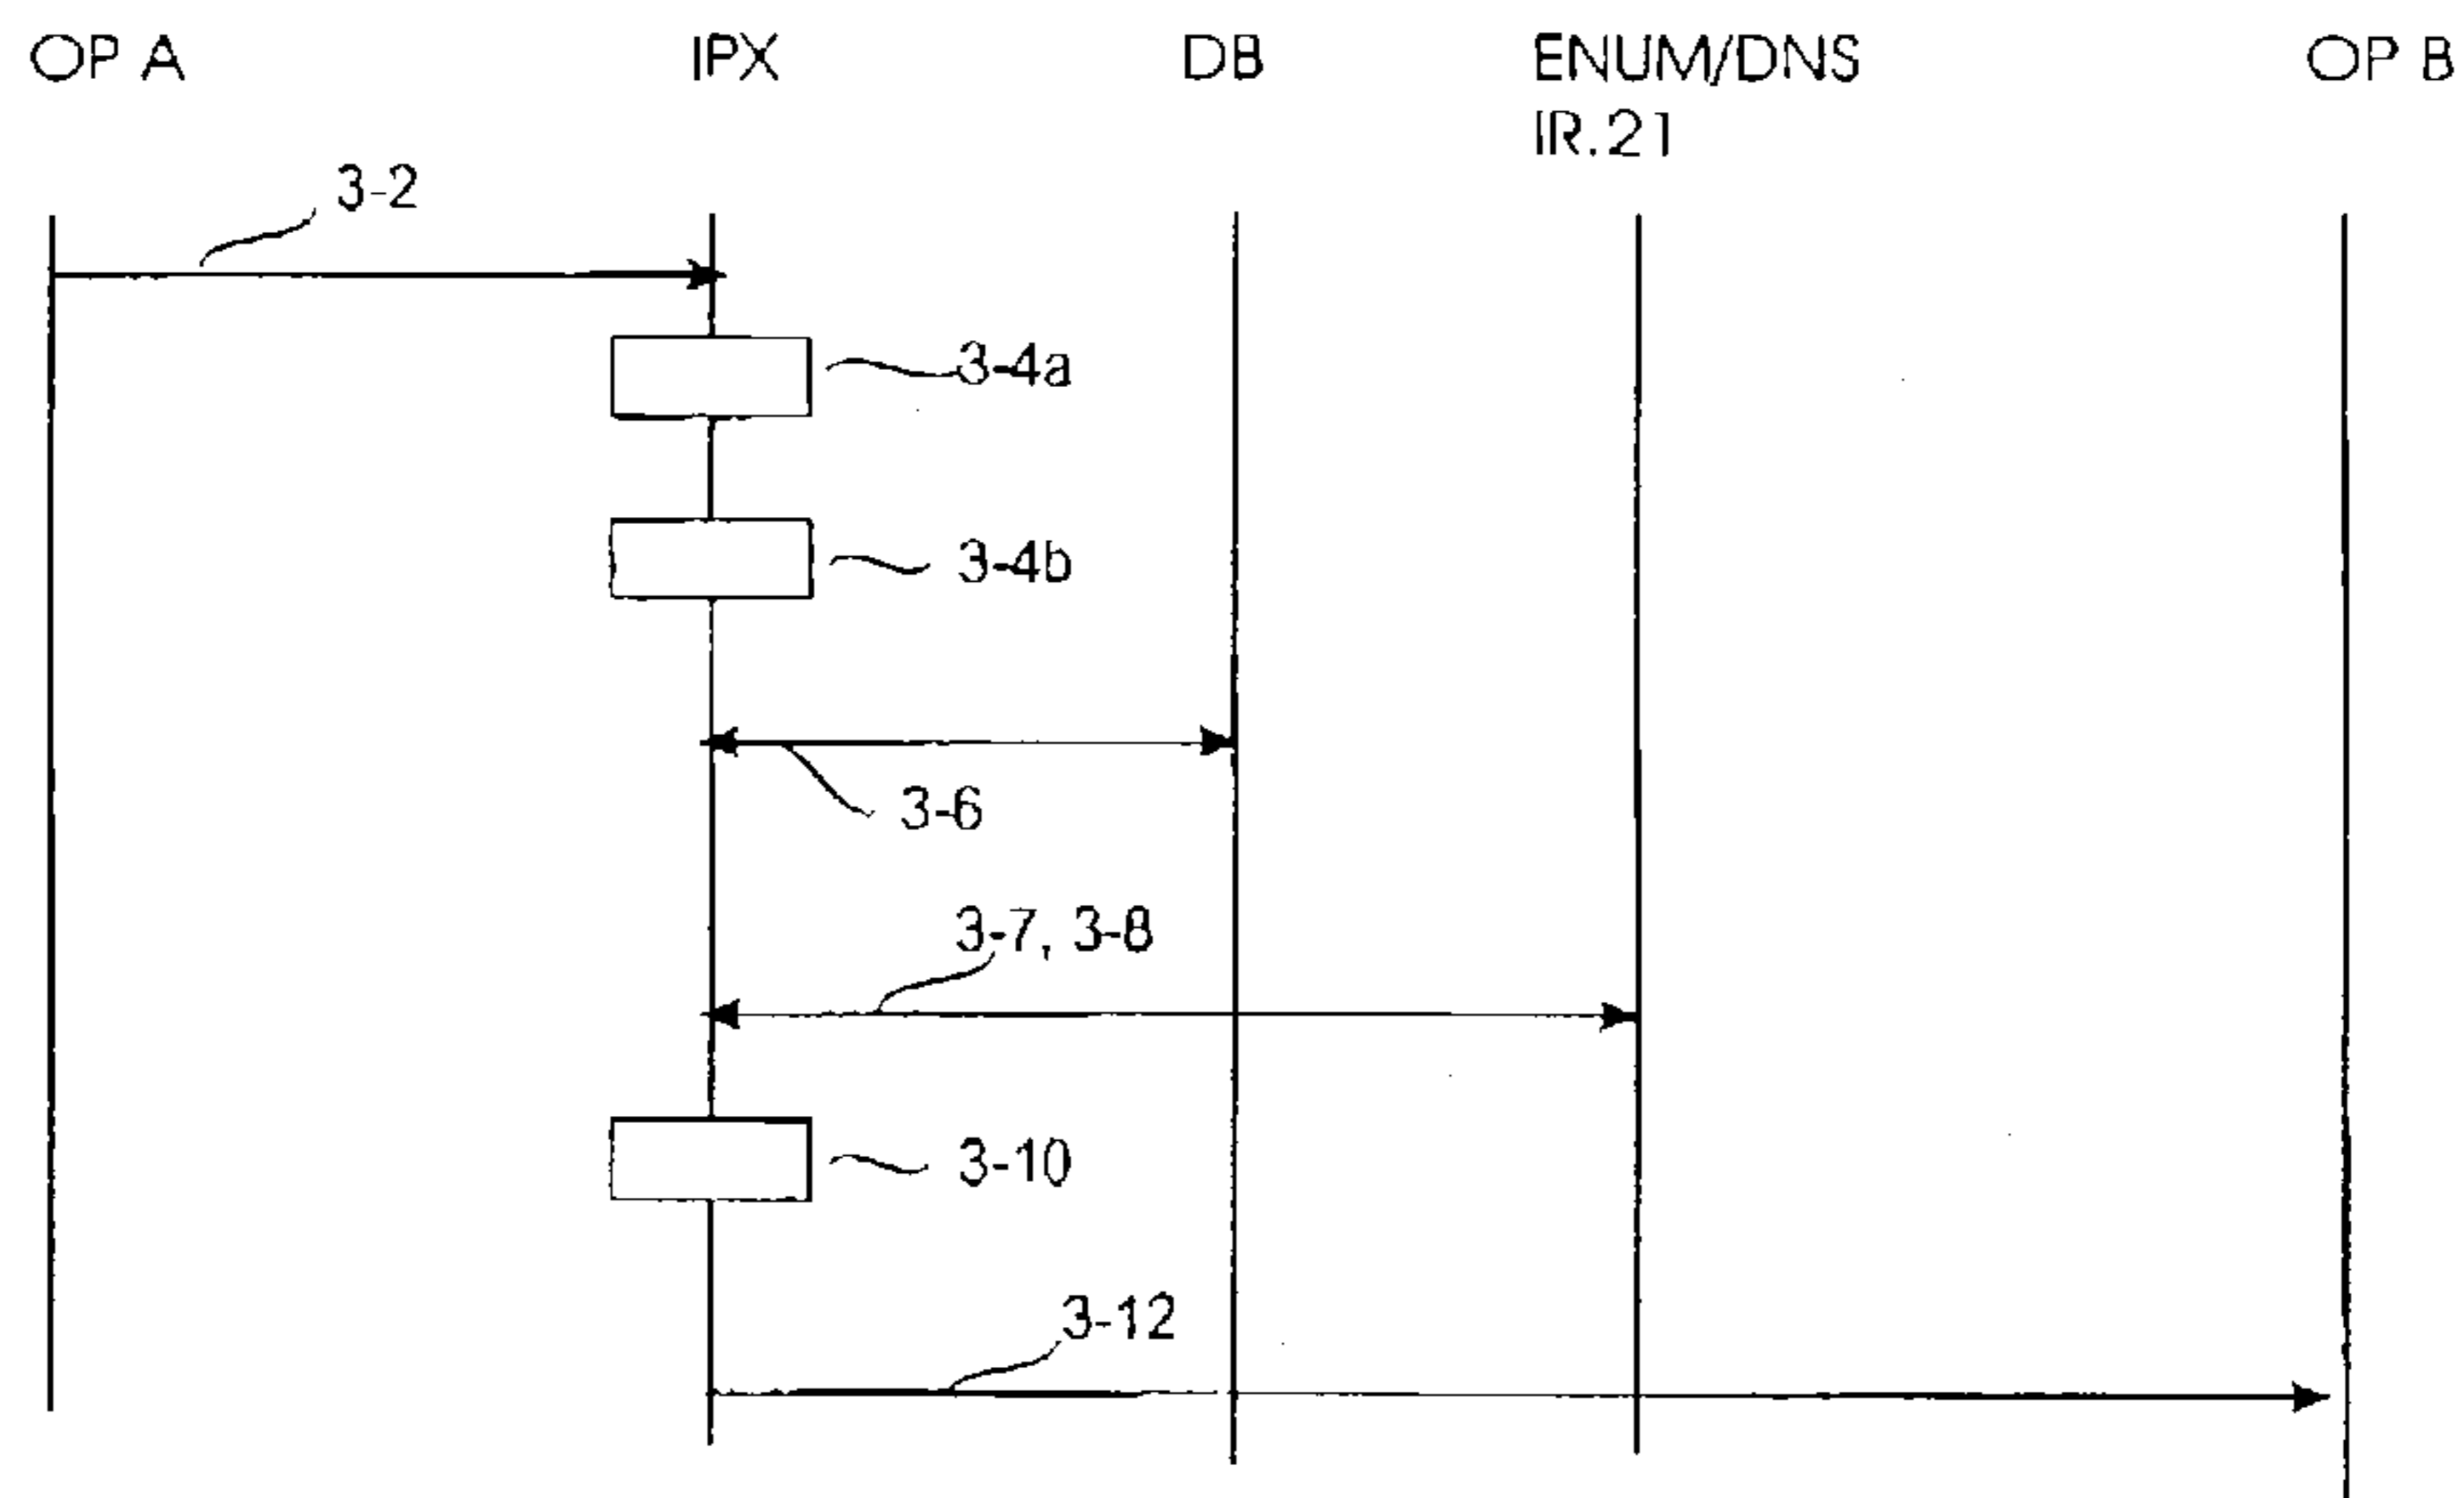 OP A IPX DB ENUM/DNS OP B
IR.21
3-2
3-4a
3-4b
3-6
3-7, 3-8
3-10
3-12